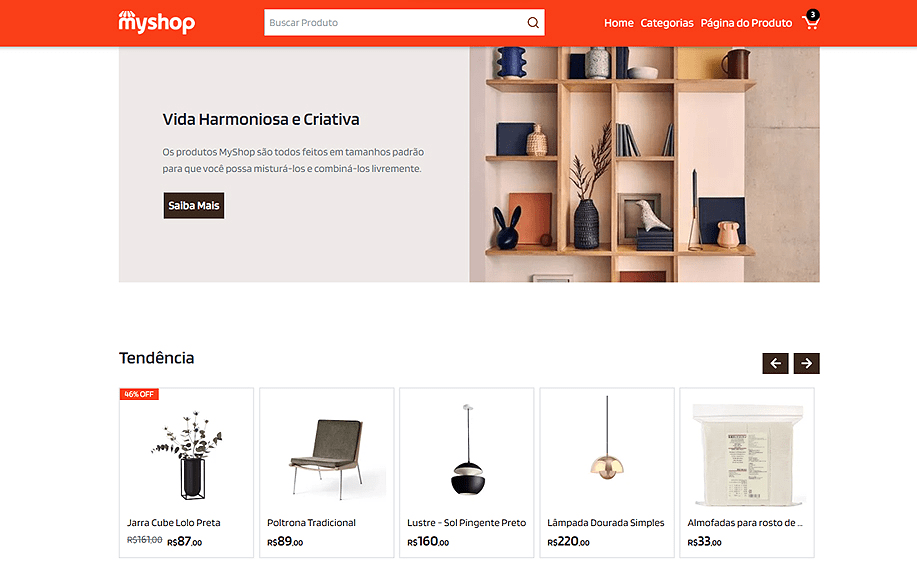 myshop
Buscar Produto
Home Categorias Página do Produto
3
Vida Harmoniosa e Criativa
Os produtos MyShop são todos feitos em tamanhos padrão
para que você possa misturá-los e combiná-los livremente.
Saiba Mais
Tendência
46% OFF
Jarra Cube Lolo Preta
R$161,00 R$87,00
Poltrona Tradicional
R$89,00
Lustre - Sol Pingente Preto
R$160,00
Lâmpada Dourada Simples
R$220,00
Almofadas para rosto de ...
R$33,00